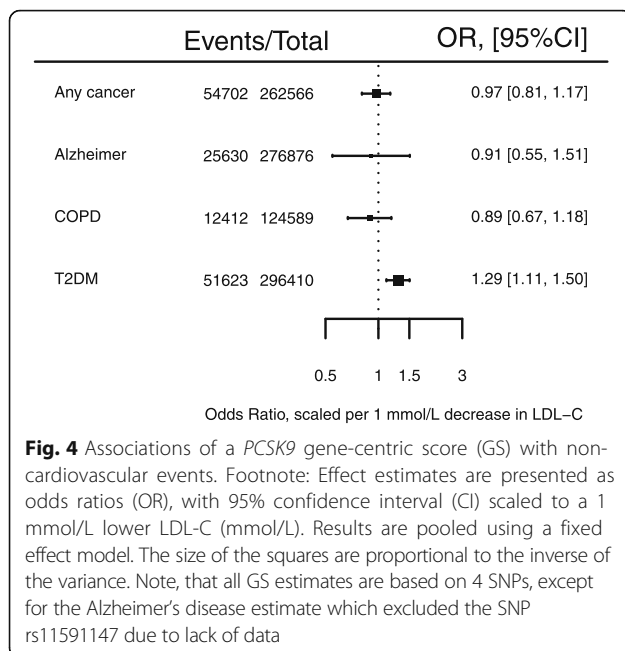 Events/Total OR, [95%CI]
Any cancer 54702 262566 0.97 [0.81, 1.17]
Alzheimer 25630 276876 0.91 [0.55, 1.51]
COPD 12412 124589 0.89 [0.67, 1.18]
T2DM 51623 296410 1.29 [1.11, 1.50]
0.5 1 1.5 3
Odds Ratio, scaled per 1 mmol/L decrease in LDL−C
Fig. 4 Associations of a PCSK9 gene-centric score (GS) with non-
cardiovascular events. Footnote: Effect estimates are presented as
odds ratios (OR), with 95% confidence interval (CI) scaled to a 1
mmol/L lower LDL-C (mmol/L). Results are pooled using a fixed
effect model. The size of the squares are proportional to the inverse of
the variance. Note, that all GS estimates are based on 4 SNPs, except
for the Alzheimer's disease estimate which excluded the SNP
rs11591147 due to lack of data